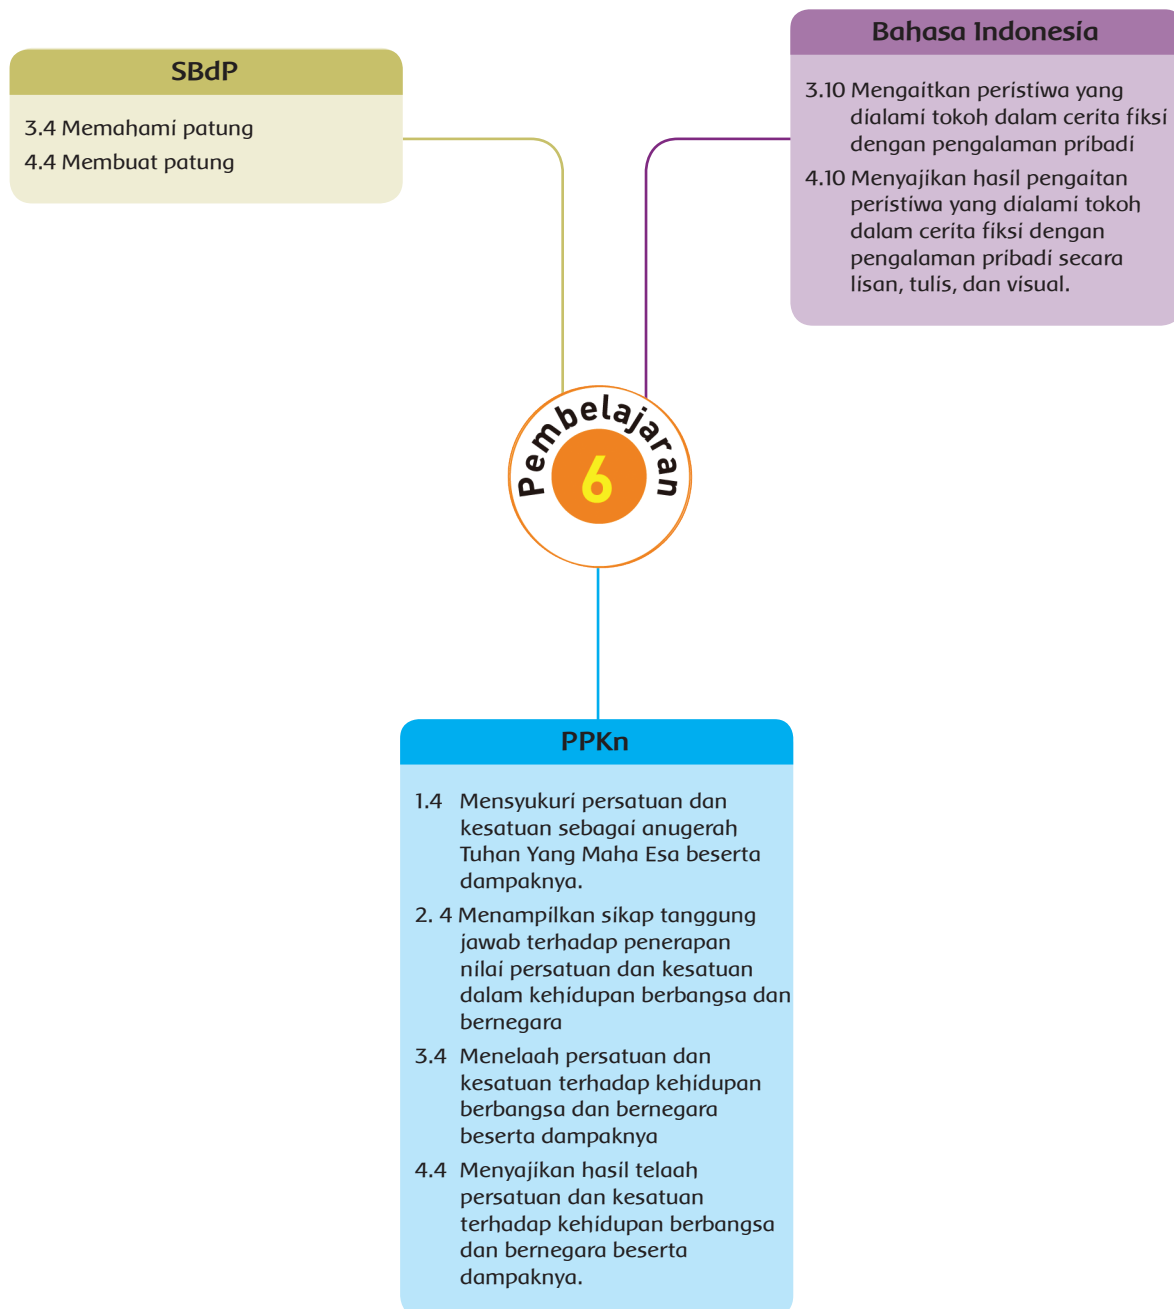 SBdP
3.4 Memahami patung
4.4 Membuat patung
Bahasa Indonesia
3.10 Mengaitkan peristiwa yang
dialami tokoh dalam cerita fiksi
dengan pengalaman pribadi
4.10 Menyajikan hasil pengaitan
peristiwa yang dialami tokoh
dalam cerita fiksi dengan
pengalaman pribadi secara
lisan, tulis, dan visual.
Pembelajaran
6
PPKn
1.4 Mensyukuri persatuan dan
kesatuan sebagai anugerah
Tuhan Yang Maha Esa beserta
dampaknya.
2. 4 Menampilkan sikap tanggung
jawab terhadap penerapan
nilai persatuan dan kesatuan
dalam kehidupan berbangsa dan
bernegara
3.4 Menelaah persatuan dan
kesatuan terhadap kehidupan
berbangsa dan bernegara
beserta dampaknya
4.4 Menyajikan hasil telaah
persatuan dan kesatuan
terhadap kehidupan berbangsa
dan bernegara beserta
dampaknya.